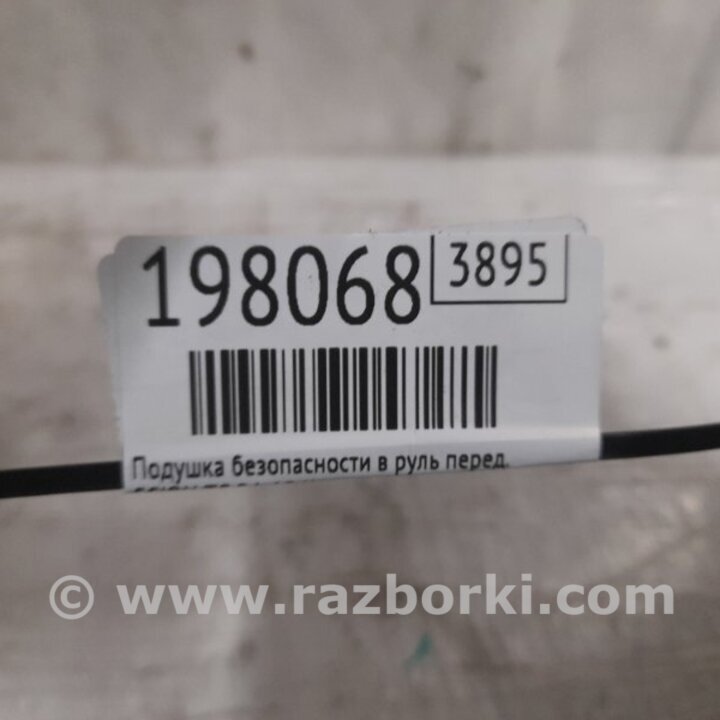 198068 3895
Подушка безопасности в руль перед.
© www.razborki.com